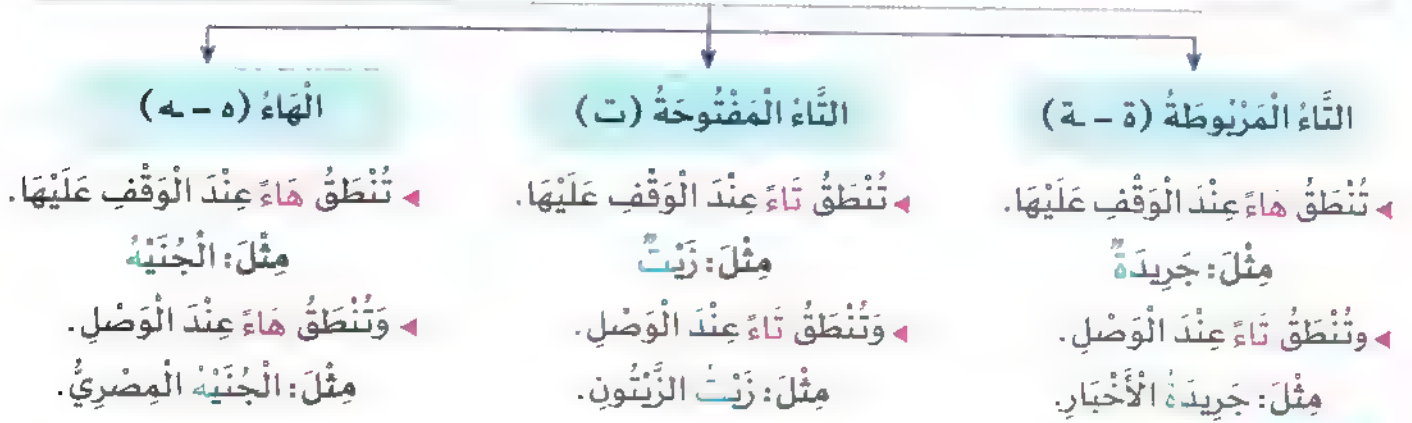 التَّاءُ الْمَرْبُوطَةُ (ة – ـة)
◂ تُنْطَقُ هَاءً عِنْدَ الْوَقْفِ عَلَيْهَا.
مِثْلَ: جَرِيدَةٌ
◂ وتُنْطَقُ تَاءً عِنْدَ الْوَصْلِ.
مِثْلَ: جَرِيدَةُ الْأَخْبَارِ.
التَّاءُ الْمَفْتُوحَةُ (ت)
◂ تُنْطَقُ تَاءً عِنْدَ الْوَقْفِ عَلَيْهَا.
مِثْلَ: زَيْتٌ
◂ وَتُنْطَقُ تَاءً عِنْدَ الْوَصْلِ.
مِثْلَ: زَيْتُ الزَّيْتُونِ.
الْهَاءُ (ه – ـه)
◂ تُنْطَقُ هَاءً عِنْدَ الْوَقْفِ عَلَيْهَا.
مِثْلَ: الْجُنَيْهُ
◂ وَتُنْطَقُ هَاءً عِنْدَ الْوَصْلِ.
مِثْلَ: الْجُنَيْهُ الْمِصْرِيُّ.